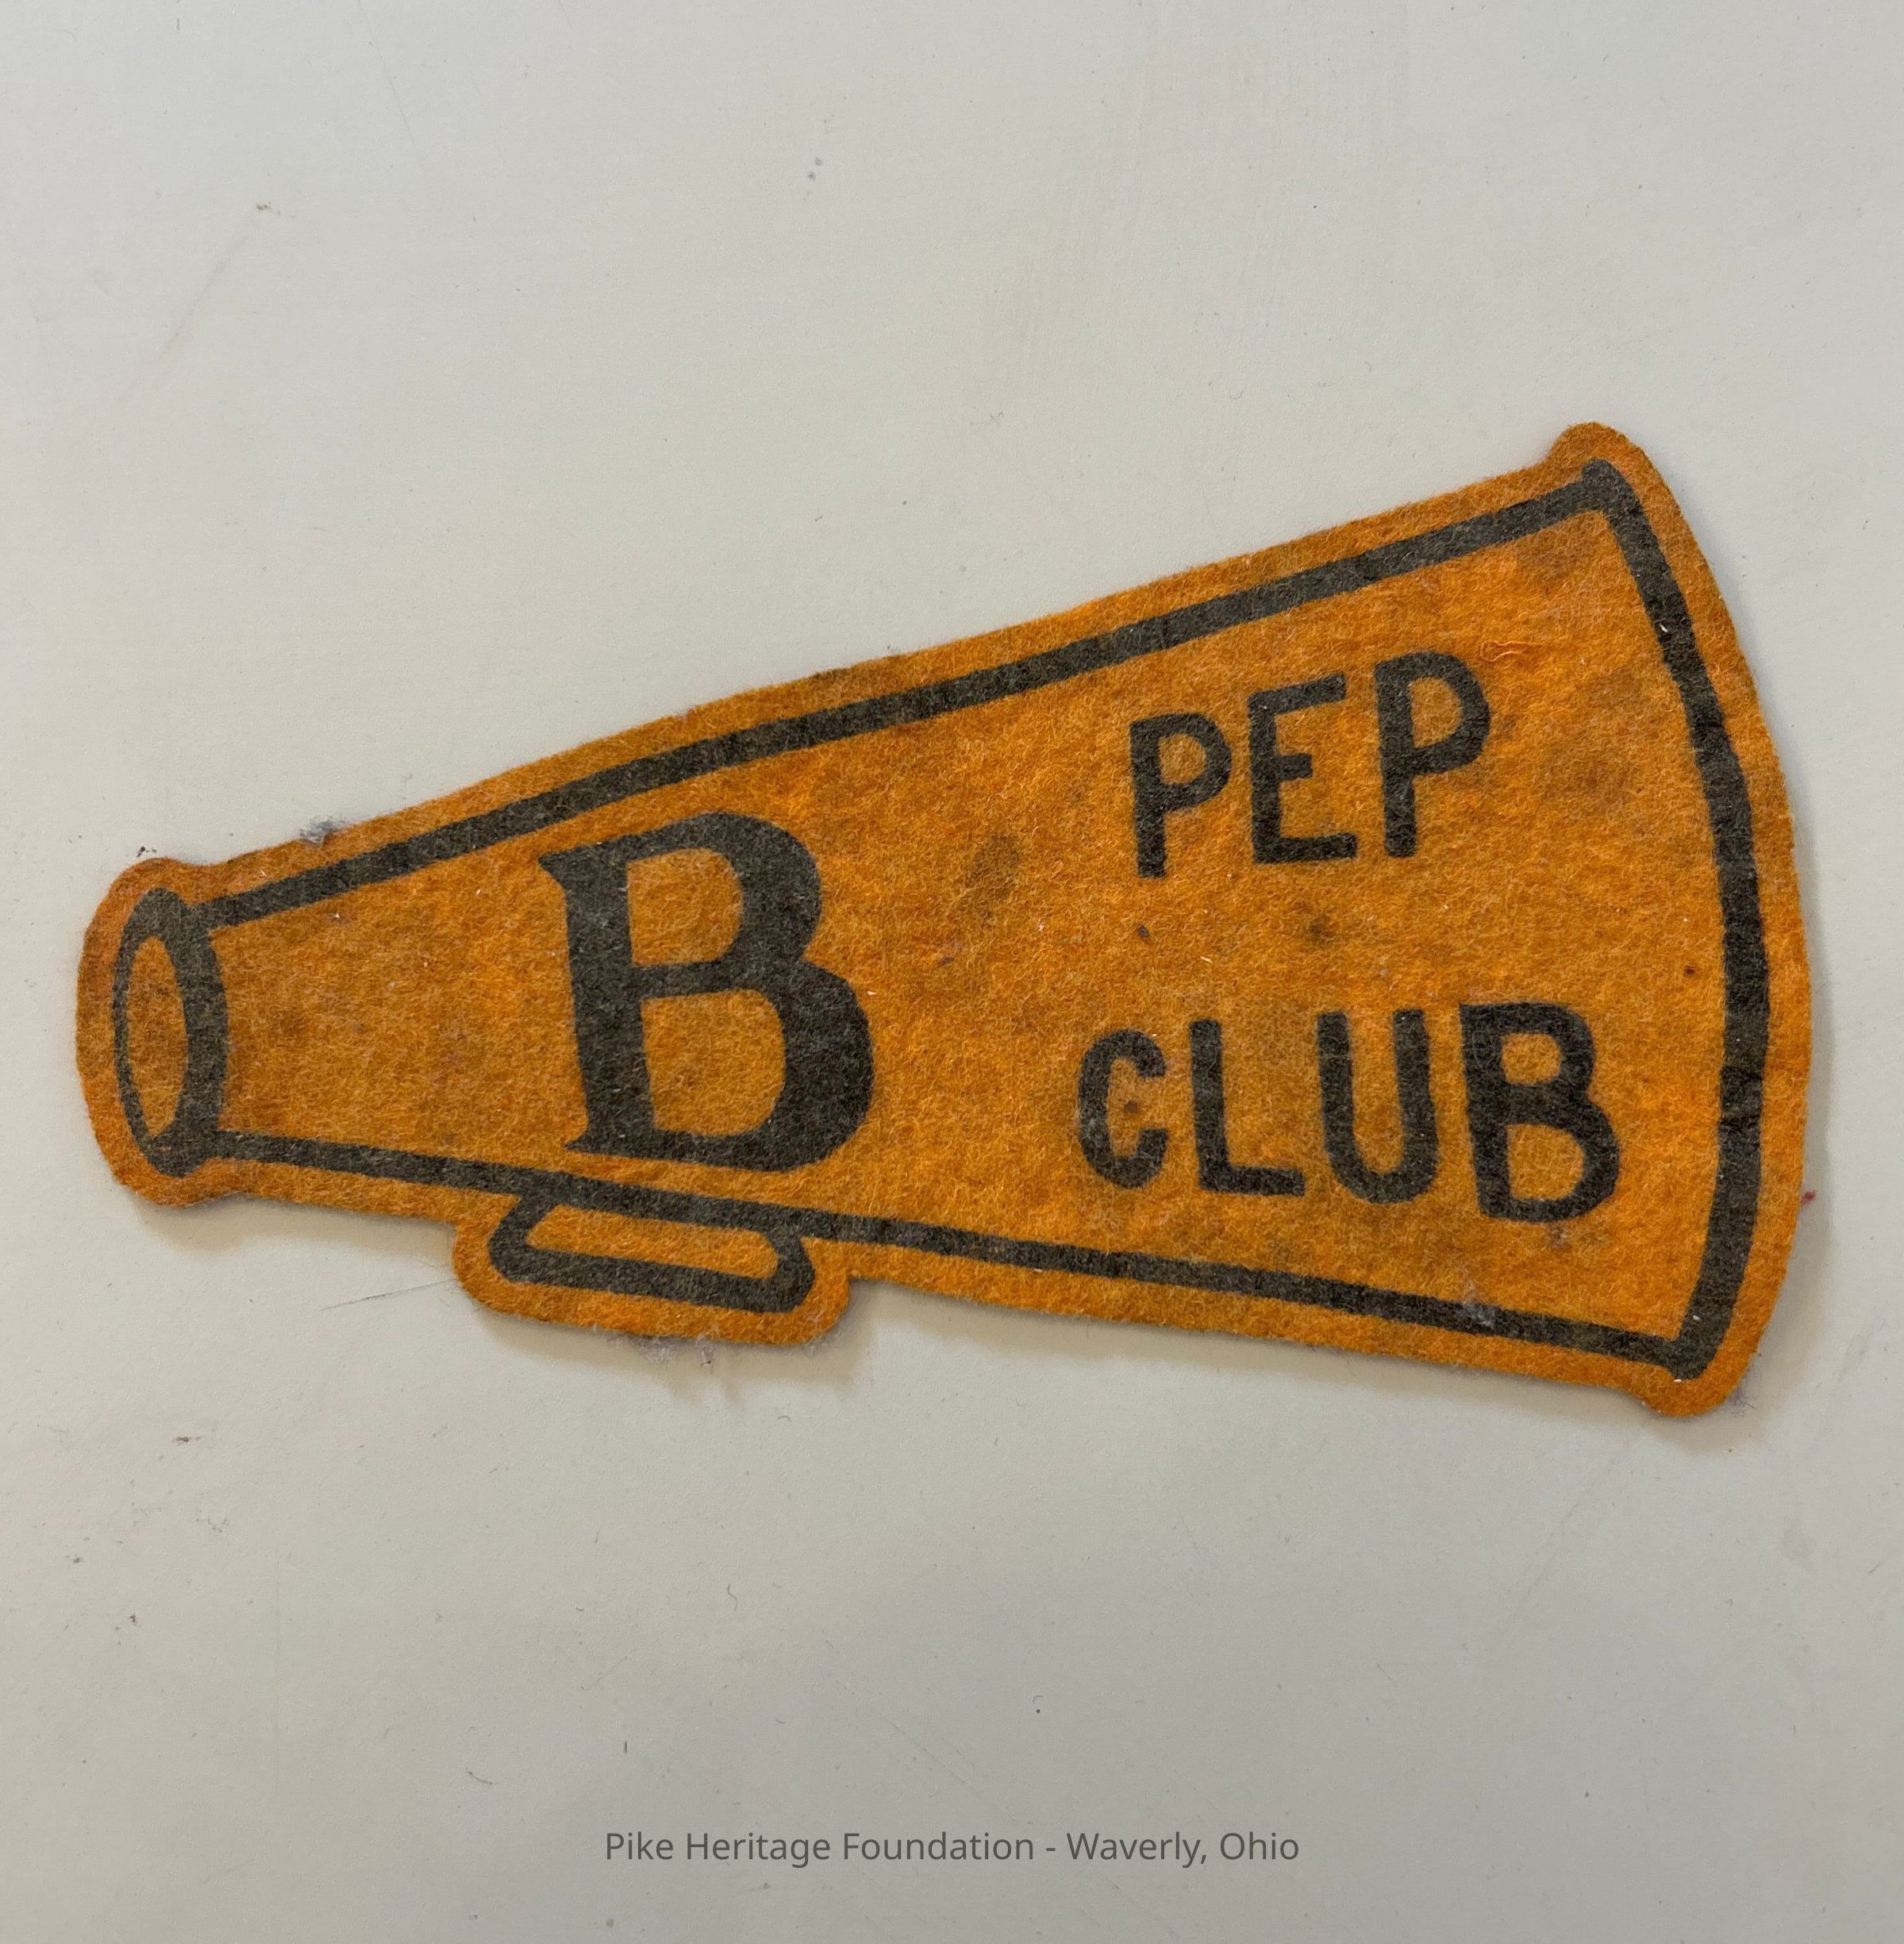 B
PEP
CLUB
Pike Heritage Foundation - Waverly, Ohio